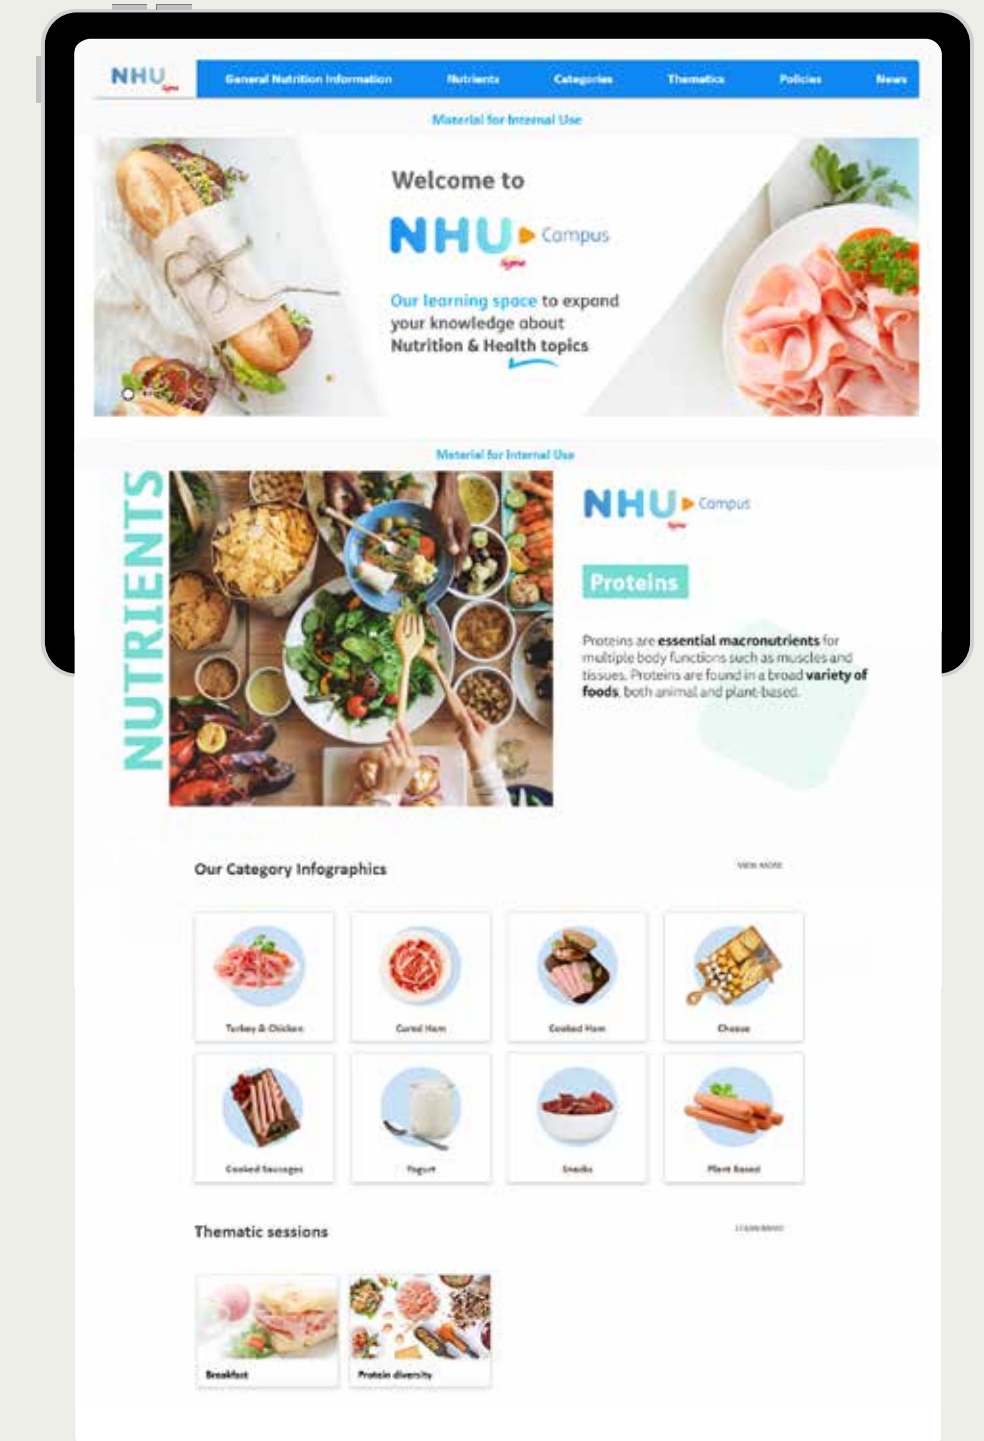 NHU
Sigma
General Nutrition Information Nutrients Categories Thematics Policies News
Material for Internal Use
Welcome to
NHU Campus
Sigma
Our learning space to expand
your knowledge about
Nutrition & Health topics
Material for Internal Use
NUTRIENTS
NHU Campus
Sigma
Proteins
Proteins are essential macronutrients for
multiple body functions such as muscles and
tissues. Proteins are found in a broad variety of
foods, both animal and plant-based.
Our Category Infographics
VIEW MORE
Turkey & Chicken
Cured Ham
Cooked Ham
Cheese
Cooked Sausages
Yogurt
Snacks
Plant Based
Thematic sessions
Breakfast
Protein diversity